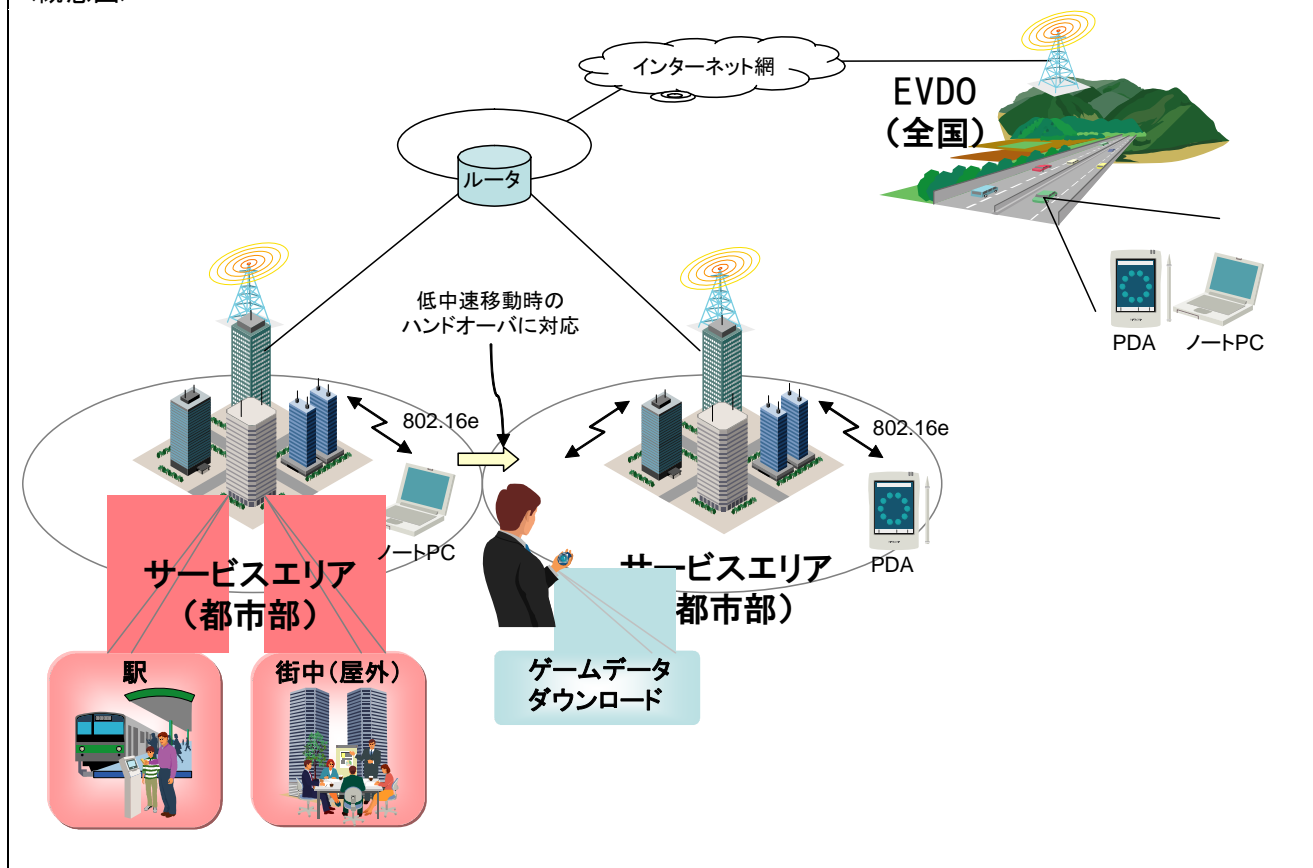 インターネット網
EVDO
（全国）
ルータ
低中速移動時の
ハンドオーバに対応
PDA
ノートPC
802.16e
802.16e
ノートPC
PDA
サービスエリア
（都市部）
サービスエリア
都市部）
駅
街中（屋外）
ゲームデータ
ダウンロード